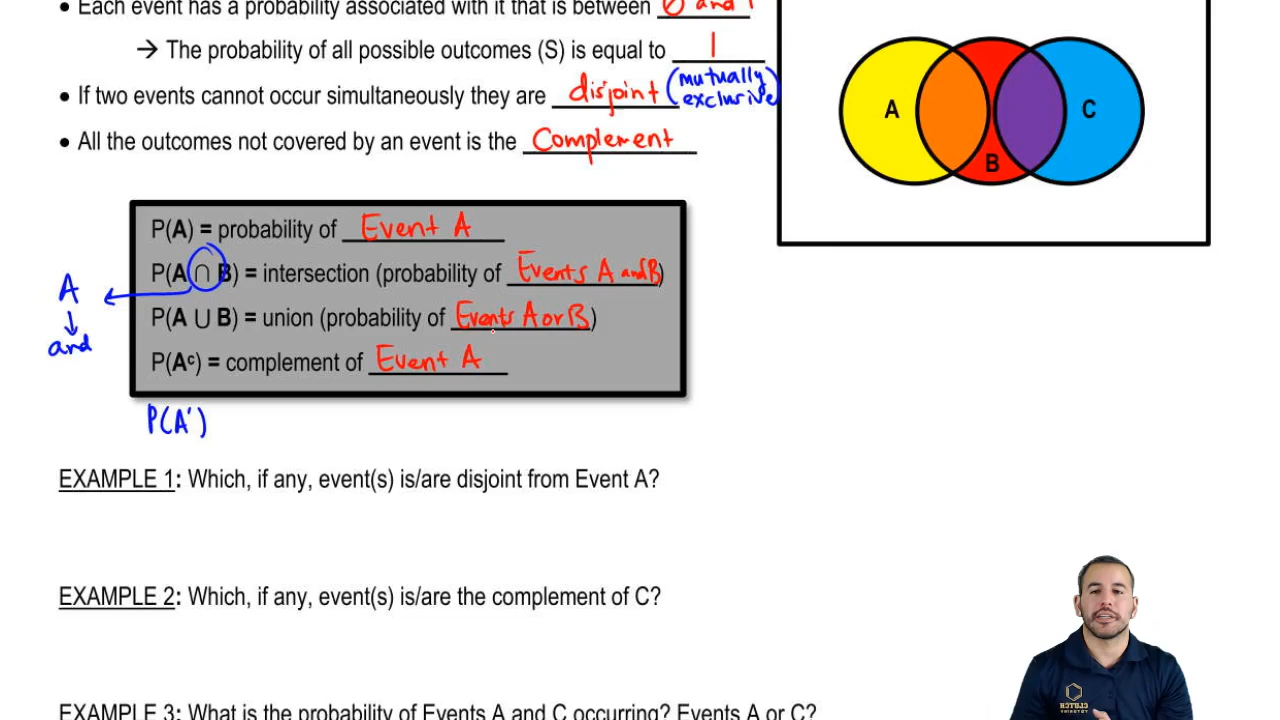 • Each event has a probability associated with it that is between 0 and 1
→ The probability of all possible outcomes (S) is equal to 1
• If two events cannot occur simultaneously they are disjoint (mutually exclusive)
• All the outcomes not covered by an event is the Complement
A
B
C
P(A) = probability of Event A
P(A ∩ B) = intersection (probability of Events A and B)
P(A ∪ B) = union (probability of Events A or B)
P(Aᶜ) = complement of Event A
A
and
P(A')
EXAMPLE 1: Which, if any, event(s) is/are disjoint from Event A?
EXAMPLE 2: Which, if any, event(s) is/are the complement of C?
EXAMPLE 3: What is the probability of Events A and C occurring? Events A or C?